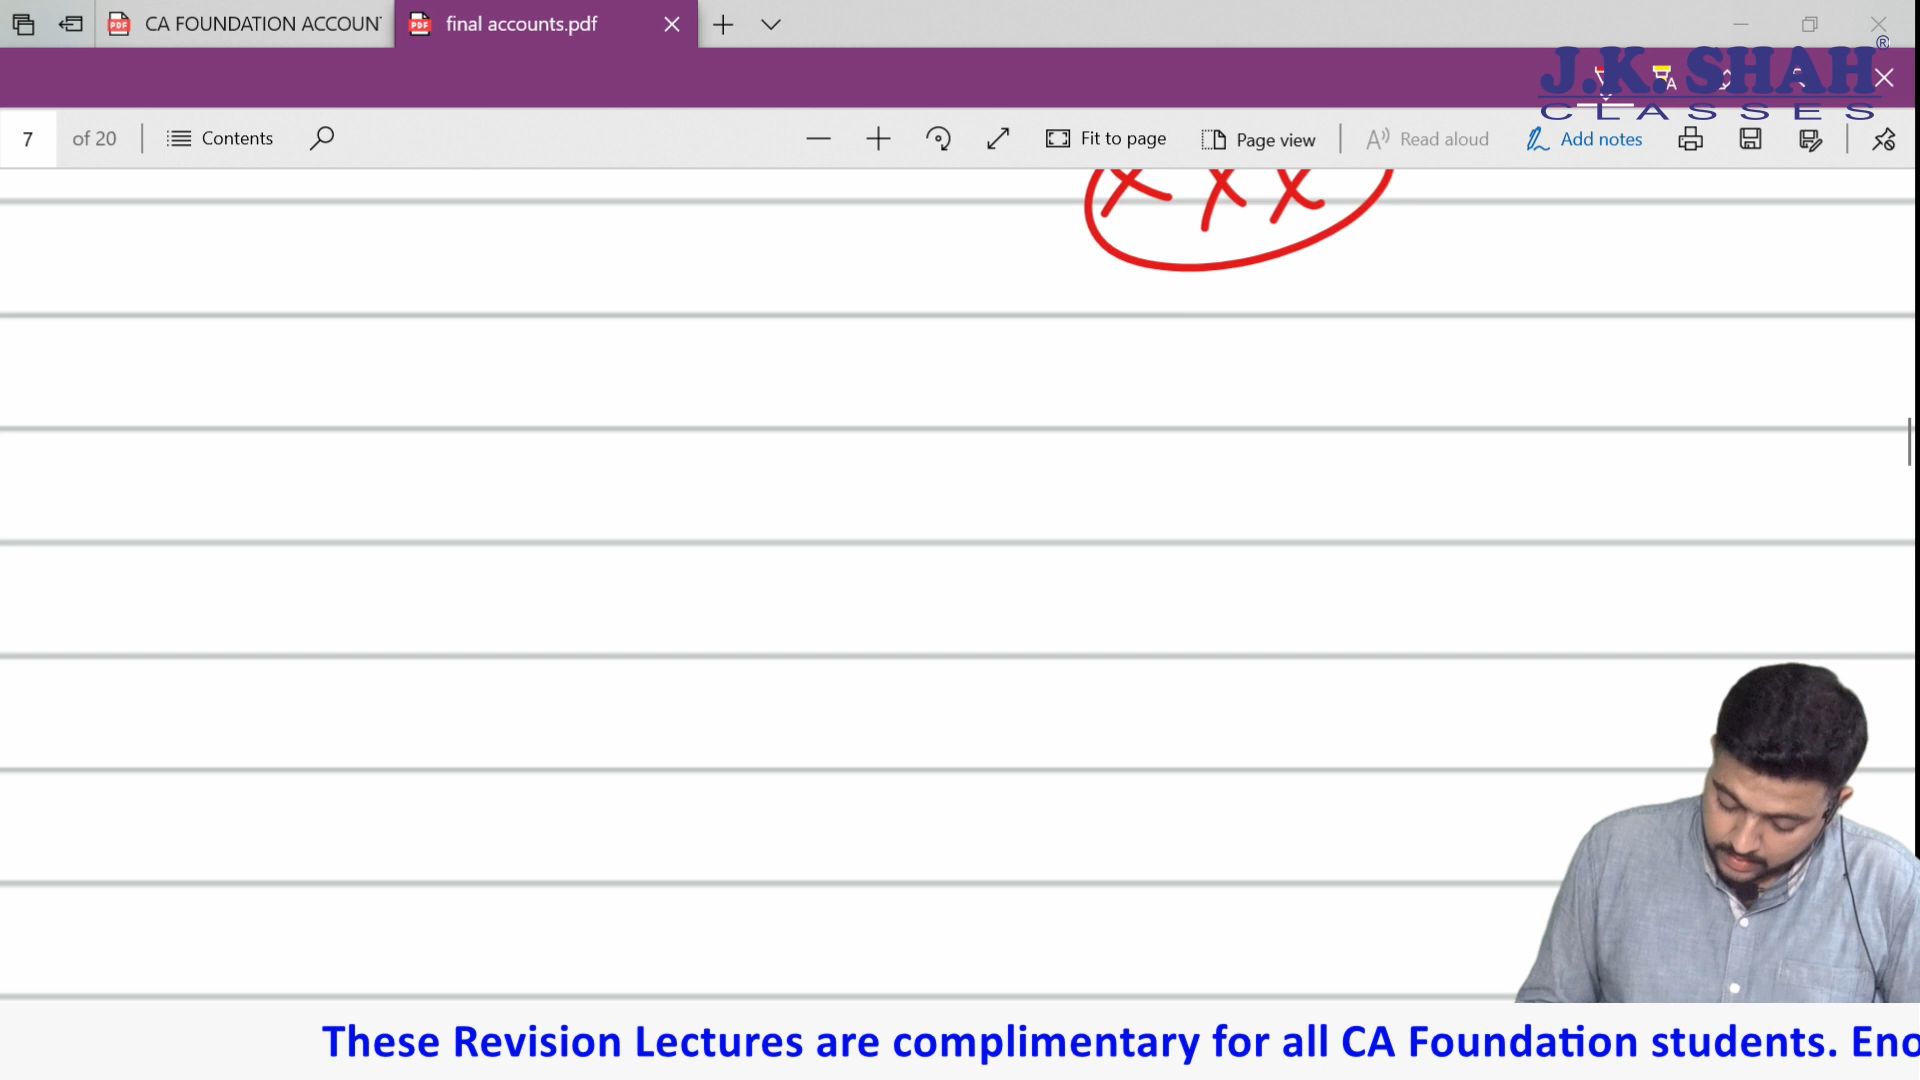 CA FOUNDATION ACCOUN
final accounts.pdf
J.K. SHAH®
CLASSES
7 of 20
Contents
Fit to page
Page view
Read aloud
Add notes
x x x
These Revision Lectures are complimentary for all CA Foundation students. Eno